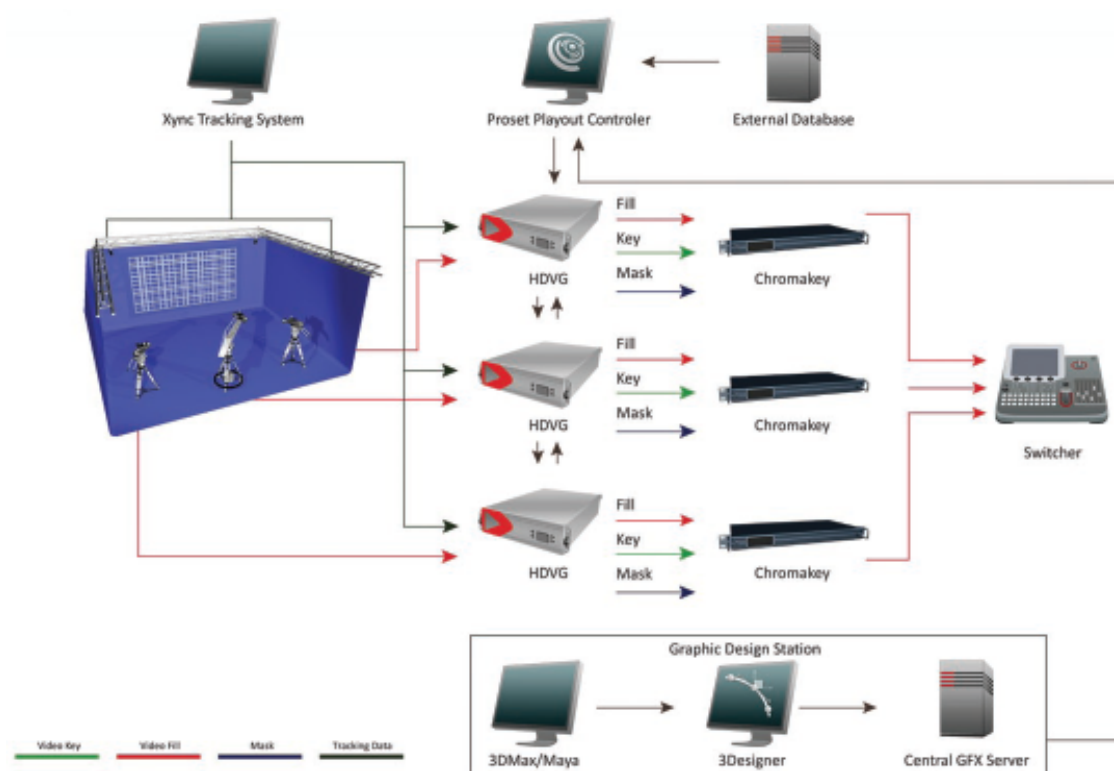 Xync Tracking System
Proset Playout Controler
External Database
Fill
Key
Mask
HDVG
Chromakey
Fill
Key
Mask
HDVG
Chromakey
Switcher
Fill
Key
Mask
HDVG
Chromakey
Graphic Design Station
3DMax/Maya
3Designer
Central GFX Server
Video Key
Video Fill
Mask
Tracking Data